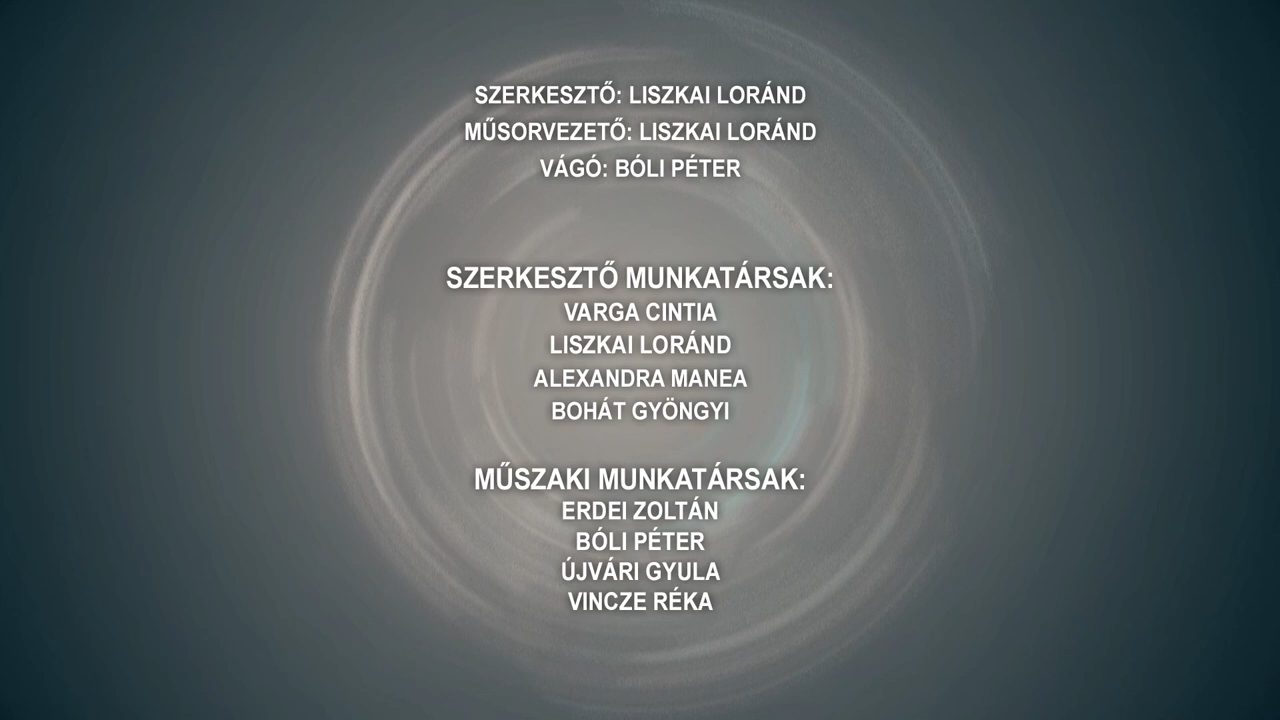 SZERKESZTŐ: LISZKAI LORÁND
MŰSORVEZETŐ: LISZKAI LORÁND
VÁGÓ: BÓLI PÉTER
SZERKESZTŐ MUNKATÁRSAK:
VARGA CINTIA
LISZKAI LORÁND
ALEXANDRA MANEA
BOHÁT GYÖNGYI
MŰSZAKI MUNKATÁRSAK:
ERDEI ZOLTÁN
BÓLI PÉTER
ÚJVÁRI GYULA
VINCZE RÉKA